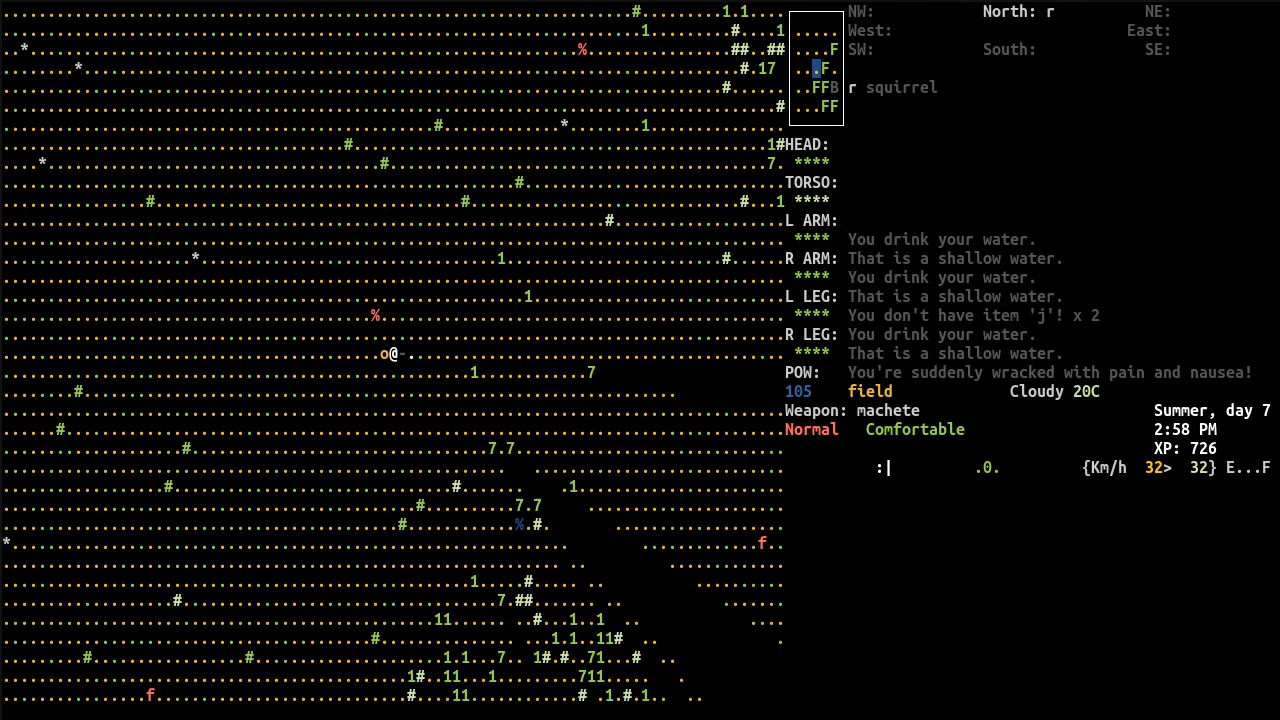 NW: North: r NE:
West: East:
SW: South: SE:
r squirrel
HEAD:
****
TORSO:
****
L ARM:
**** You drink your water.
R ARM: That is a shallow water.
**** You drink your water.
L LEG: That is a shallow water.
**** You don't have item 'j'! x 2
R LEG: You drink your water.
**** That is a shallow water.
POW: You're suddenly wracked with pain and nausea!
105 field Cloudy 20C
Weapon: machete Summer, day 7
Normal Comfortable 2:58 PM
XP: 726
:| .0. {Km/h 32> 32} E...F